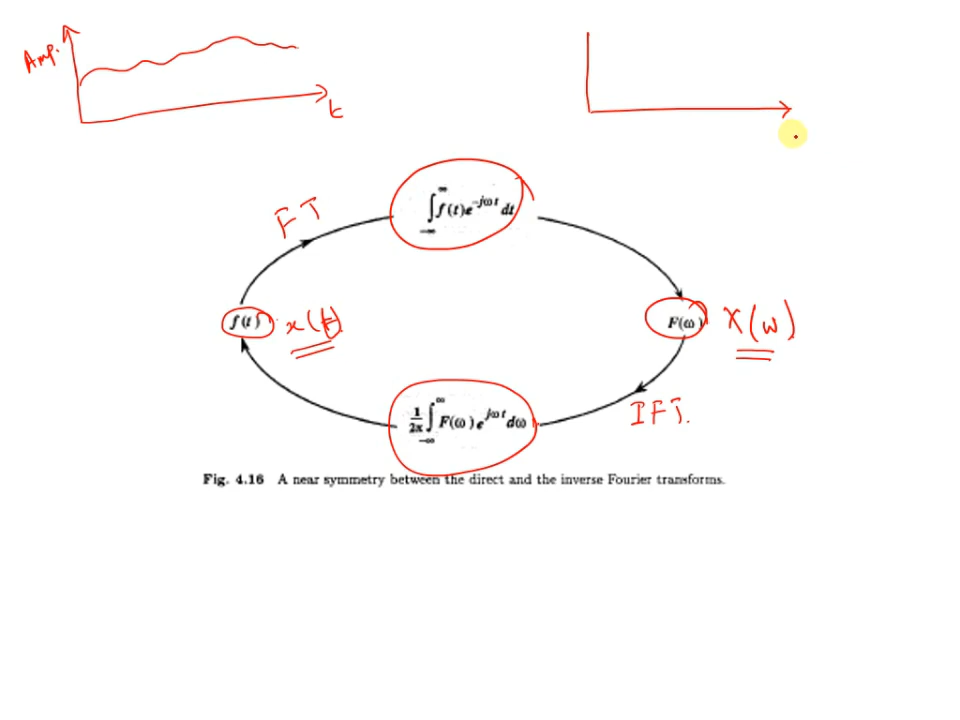 Amp.
t
FT
∫_{-∞}^{∞} f(t)e^{-jωt} dt
f(t)
x(t)
F(ω)
X(ω)
1/2π ∫_{-∞}^{∞} F(ω)e^{jωt} dω
IFT.
Fig. 4.16 A near symmetry between the direct and the inverse Fourier transforms.